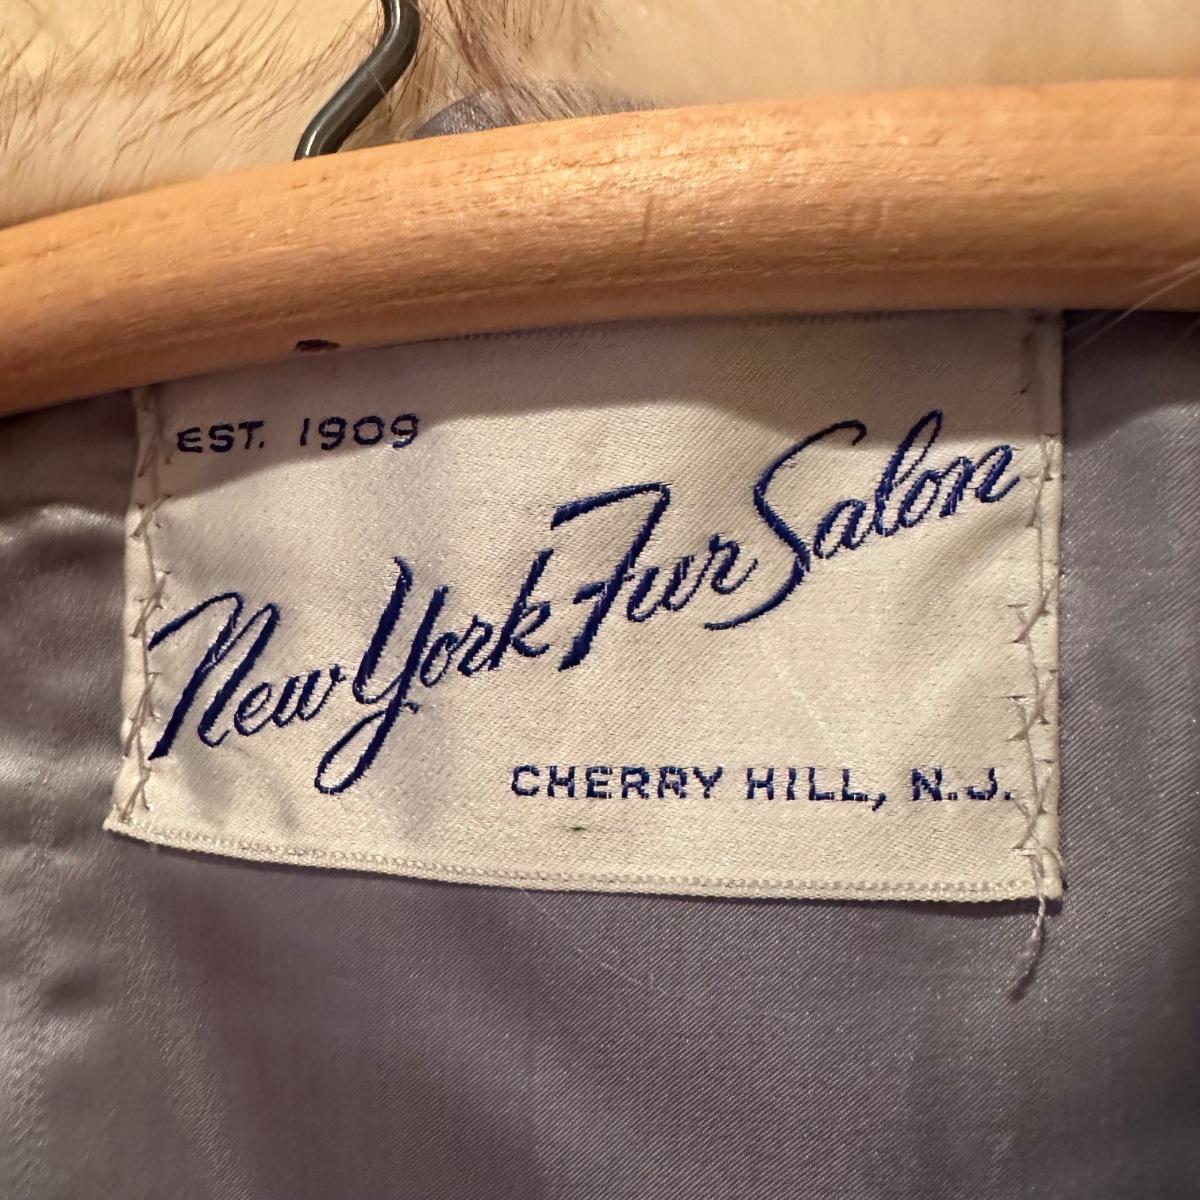 EST. 1909
New York Fur Salon
CHERRY HILL, N.J.